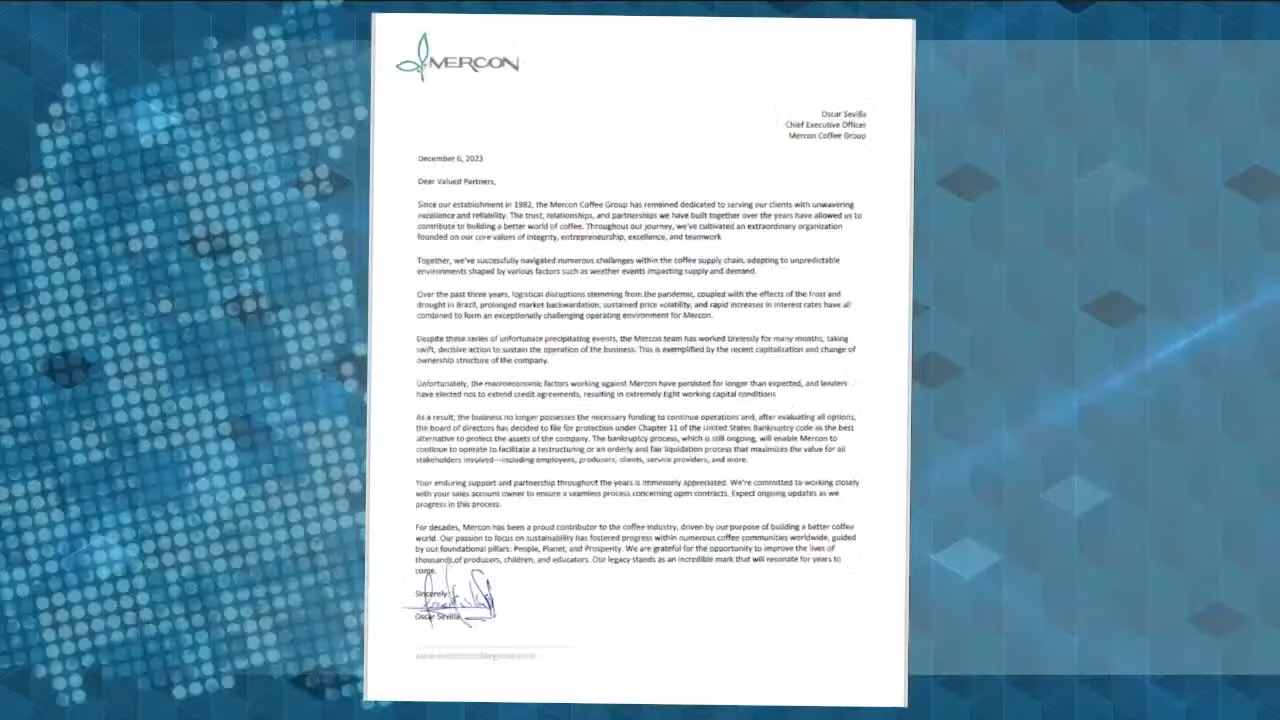 MERCON
Oscar Sevilla
Chief Executive Officer
Mercon Coffee Group
December 6, 2023
Dear Valued Partners,
Since our establishment in 1982, the Mercon Coffee Group has remained dedicated to serving our clients with unwavering
excellence and reliability. The trust, relationships, and partnerships we have built together over the years have allowed us to
contribute to building a better world of coffee. Throughout our journey, we've cultivated an extraordinary organization
founded on our core values of integrity, entrepreneurship, excellence, and teamwork.
Together, we've successfully navigated numerous challenges within the coffee supply chain, adapting to unpredictable
environments shaped by various factors such as weather events impacting supply and demand.
Over the past three years, logistical disruptions stemming from the pandemic, coupled with the effects of the frost and
drought in Brazil, prolonged market backwardation, sustained price volatility, and rapid increases in interest rates have all
combined to form an exceptionally challenging operating environment for Mercon.
Despite these series of unfortunate precipitating events, the Mercon team has worked tirelessly for many months, taking
swift, decisive action to sustain the operation of the business. This is exemplified by the recent capitalization and change of
ownership structure of the company.
Unfortunately, the macroeconomic factors working against Mercon have persisted for longer than expected, and lenders
have elected not to extend credit agreements, resulting in extremely tight working capital conditions
As a result, the business no longer possesses the necessary funding to continue operations and, after evaluating all options,
the board of directors has decided to file for protection under Chapter 11 of the United States Bankruptcy code as the best
alternative to protect the assets of the company. The bankruptcy process, which is still ongoing, will enable Mercon to
continue to operate to facilitate a restructuring or an orderly and fair liquidation process that maximizes the value for all
stakeholders involved—including employees, producers, clients, service providers, and more.
Your enduring support and partnership throughout the years is immensely appreciated. We're committed to working closely
with your sales account owner to ensure a seamless process concerning open contracts. Expect ongoing updates as we
progress in this process.
For decades, Mercon has been a proud contributor to the coffee industry, driven by our purpose of building a better coffee
world. Our passion to focus on sustainability has fostered progress within numerous coffee communities worldwide, guided
by our foundational pillars: People, Planet, and Prosperity. We are grateful for the opportunity to improve the lives of
thousands of producers, children, and educators. Our legacy stands as an incredible mark that will resonate for years to
come.
Sincerely,
Oscar Sevilla